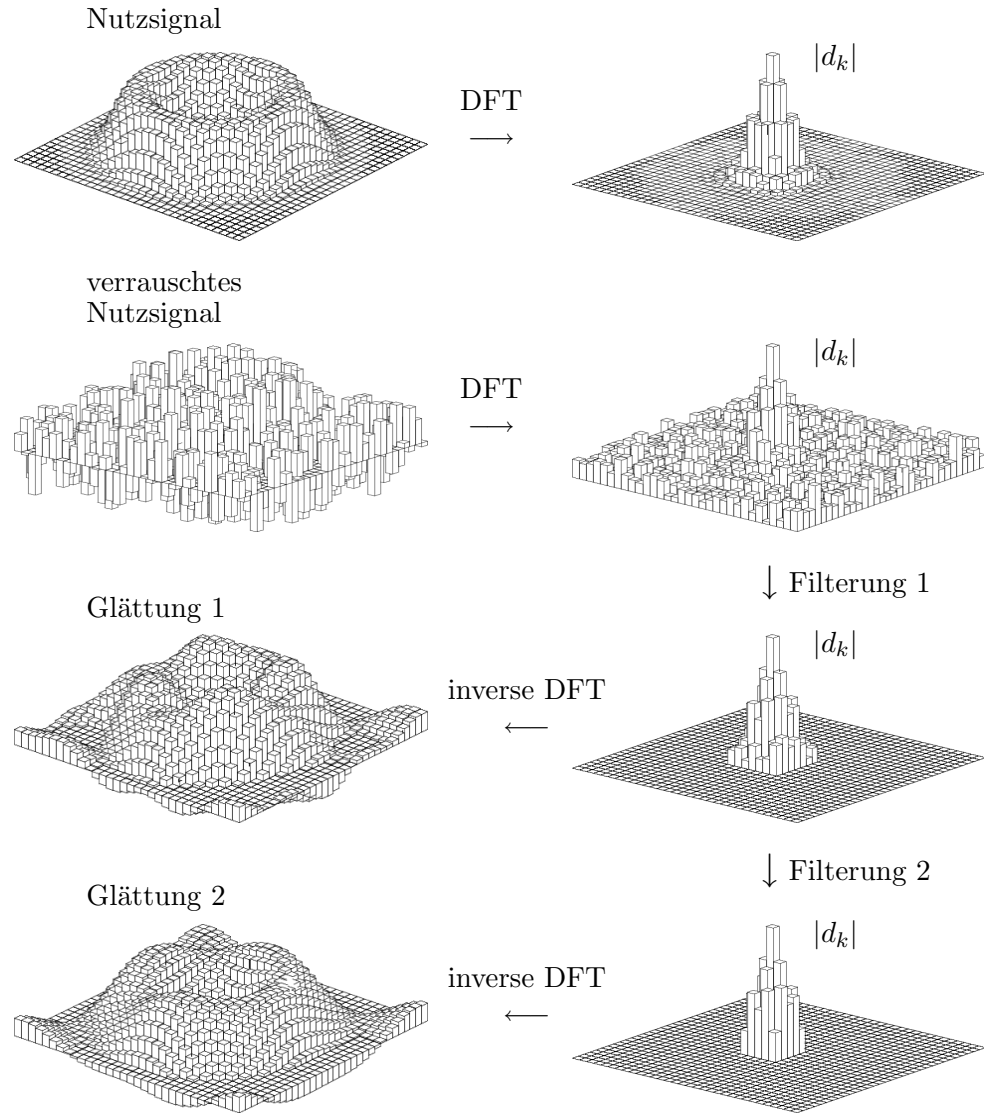 Nutzsignal
|d_k|
DFT
→
verrauschtes
Nutzsignal
|d_k|
DFT
→
↓ Filterung 1
Glättung 1
|d_k|
inverse DFT
←
↓ Filterung 2
Glättung 2
|d_k|
inverse DFT
←